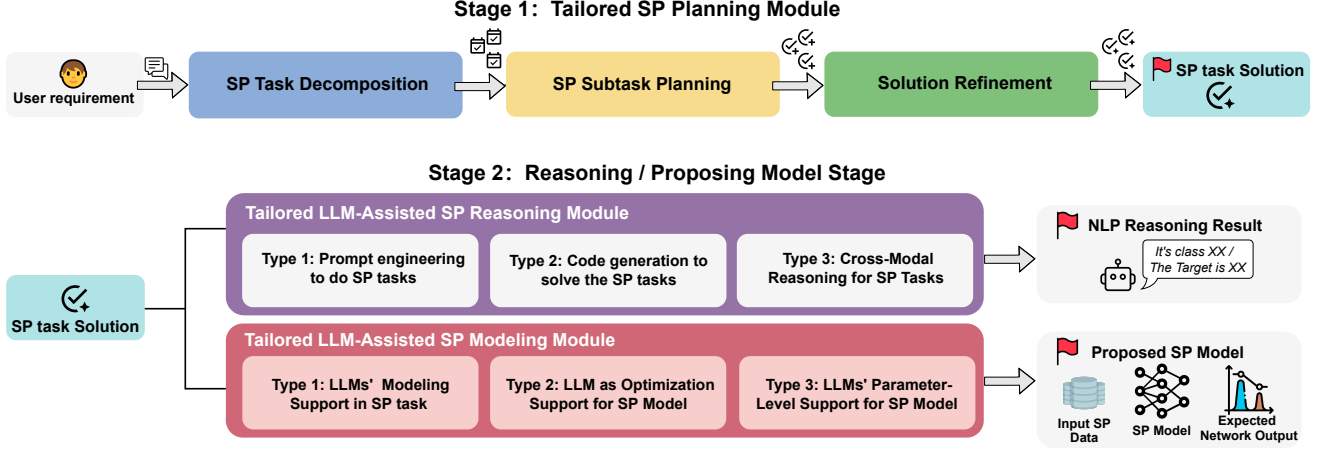 Stage 1: Tailored SP Planning Module
User requirement
SP Task Decomposition
SP Subtask Planning
Solution Refinement
SP task Solution
Stage 2: Reasoning / Proposing Model Stage
SP task Solution
Tailored LLM-Assisted SP Reasoning Module
Type 1: Prompt engineering
to do SP tasks
Type 2: Code generation to
solve the SP tasks
Type 3: Cross-Modal
Reasoning for SP Tasks
NLP Reasoning Result
It's class XX /
The Target is XX
Tailored LLM-Assisted SP Modeling Module
Type 1: LLMs' Modeling
Support in SP task
Type 2: LLM as Optimization
Support for SP Model
Type 3: LLMs' Parameter-
Level Support for SP Model
Proposed SP Model
Input SP
Data
SP Model
Expected
Network Output